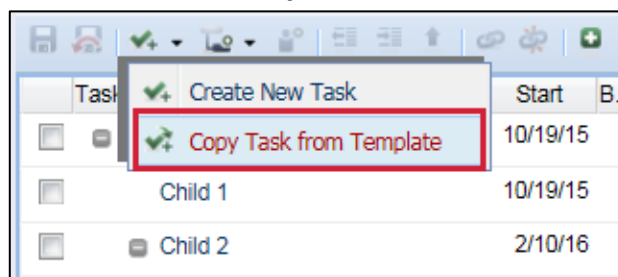 Create New Task
Task Start B.
Copy Task from Template 10/19/15
Child 1 10/19/15
Child 2 2/10/16